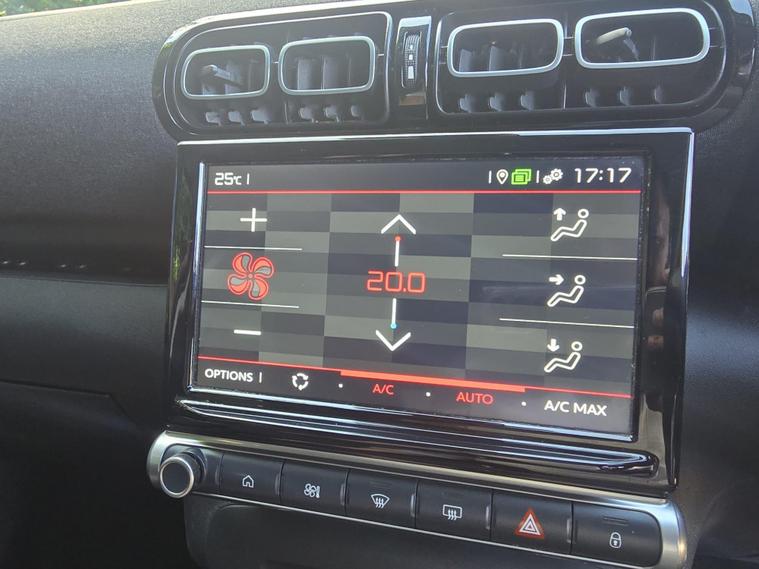 25°C
17:17
20.0
OPTIONS
A/C
AUTO
A/C MAX